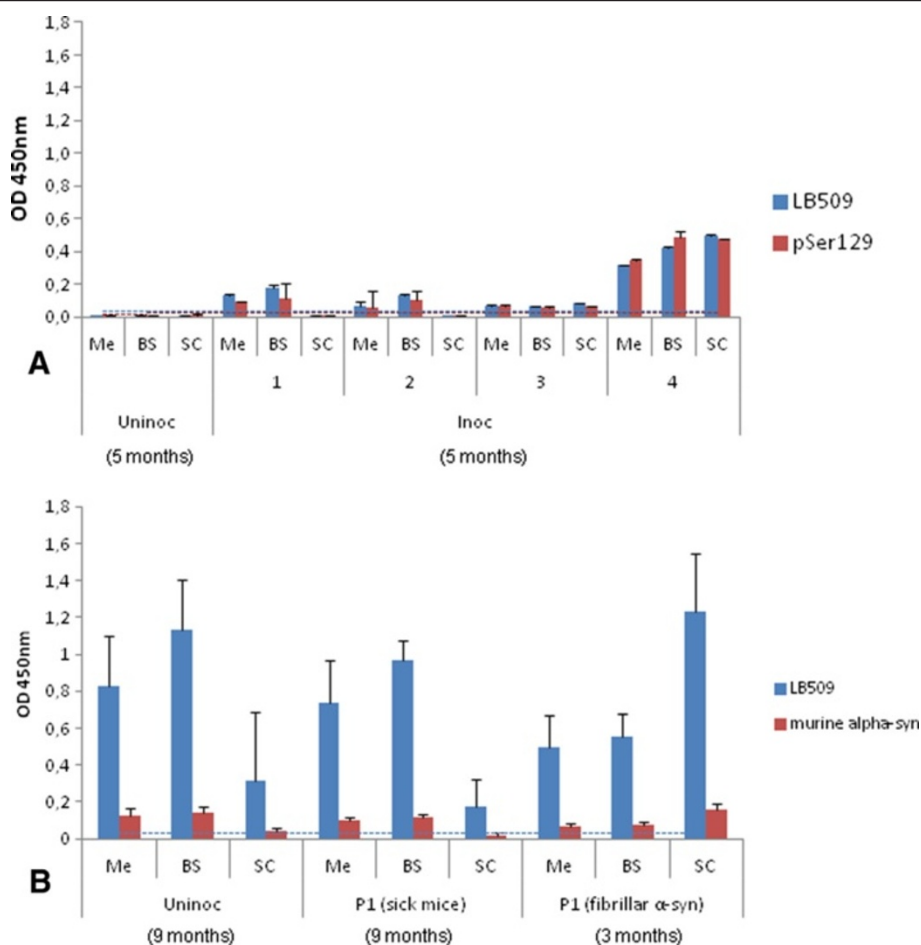 1,8
1,6
1,4
1,2
1,0
0,8
0,6
0,4
0,2
0,0
OD 450nm
LB509
pSer129
Me BS SC Me BS SC Me BS SC Me BS SC Me BS SC
1 2 3 4
Uninoc Inoc
(5 months) (5 months)
A
1,8
1,6
1,4
1,2
1
0,8
0,6
0,4
0,2
0
OD 450nm
LB509
murine alpha-syn
Me BS SC Me BS SC Me BS SC
Uninoc P1 (sick mice) P1 (fibrillar α-syn)
(9 months) (9 months) (3 months)
B